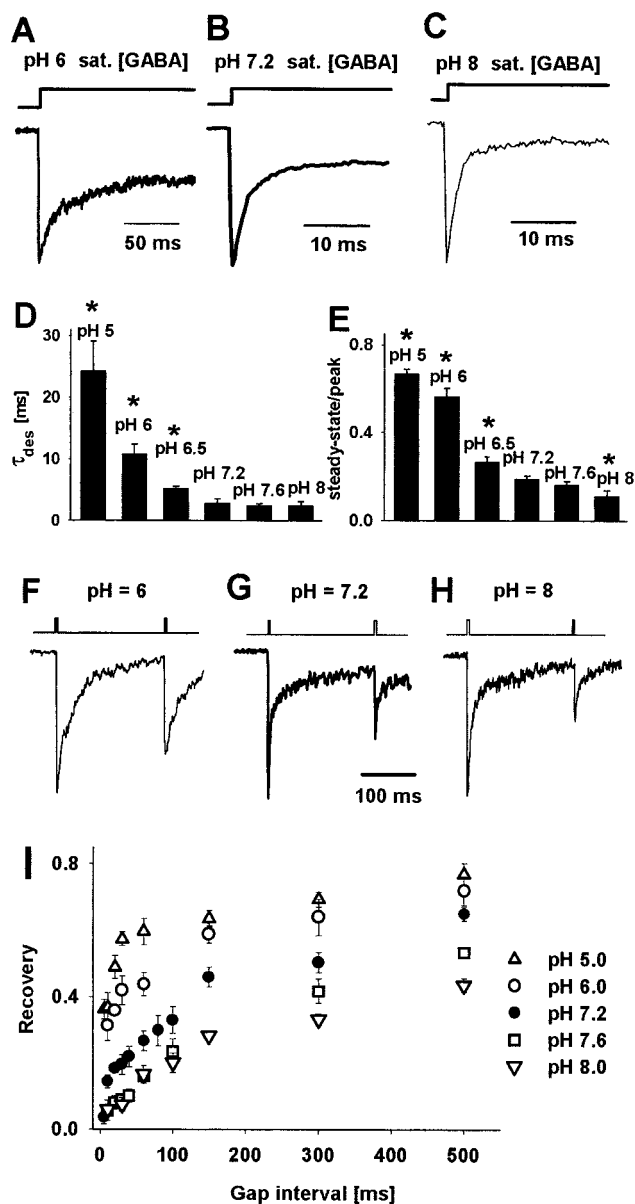 A
pH 6 sat. [GABA]
50 ms
B
pH 7.2 sat. [GABA]
10 ms
C
pH 8 sat. [GABA]
10 ms
D
τdes [ms]
30
20
10
0
*
pH 5
*
pH 6
*
pH 6.5
pH 7.2
pH 7.6
pH 8
E
steady-state/peak
0.8
0.4
0.0
*
pH 5
*
pH 6
*
pH 6.5
pH 7.2
pH 7.6
*
pH 8
F
pH = 6
G
pH = 7.2
100 ms
H
pH = 8
I
Recovery
0.8
0.4
0.0
0
100
200
300
400
500
Gap interval [ms]
pH 5.0
pH 6.0
pH 7.2
pH 7.6
pH 8.0